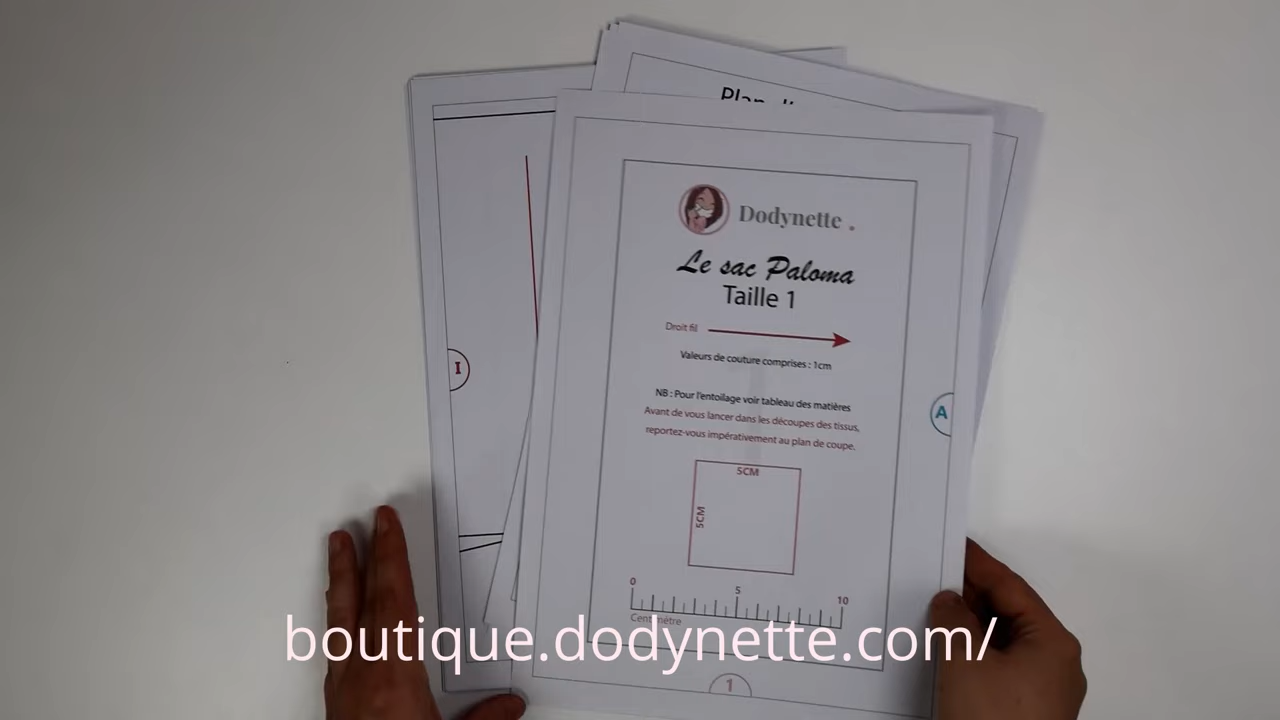 Dodynette.
Le sac Paloma
Taille 1
Droit fil
Valeurs de couture comprises : 1cm
NB : Pour l'entoilage voir tableau des matières
Avant de vous lancer dans les découpes des tissus,
reportez-vous impérativement au plan de coupe.
5CM
5CM
0 5 10
Centimètre
I
A
1
boutique.dodynette.com/